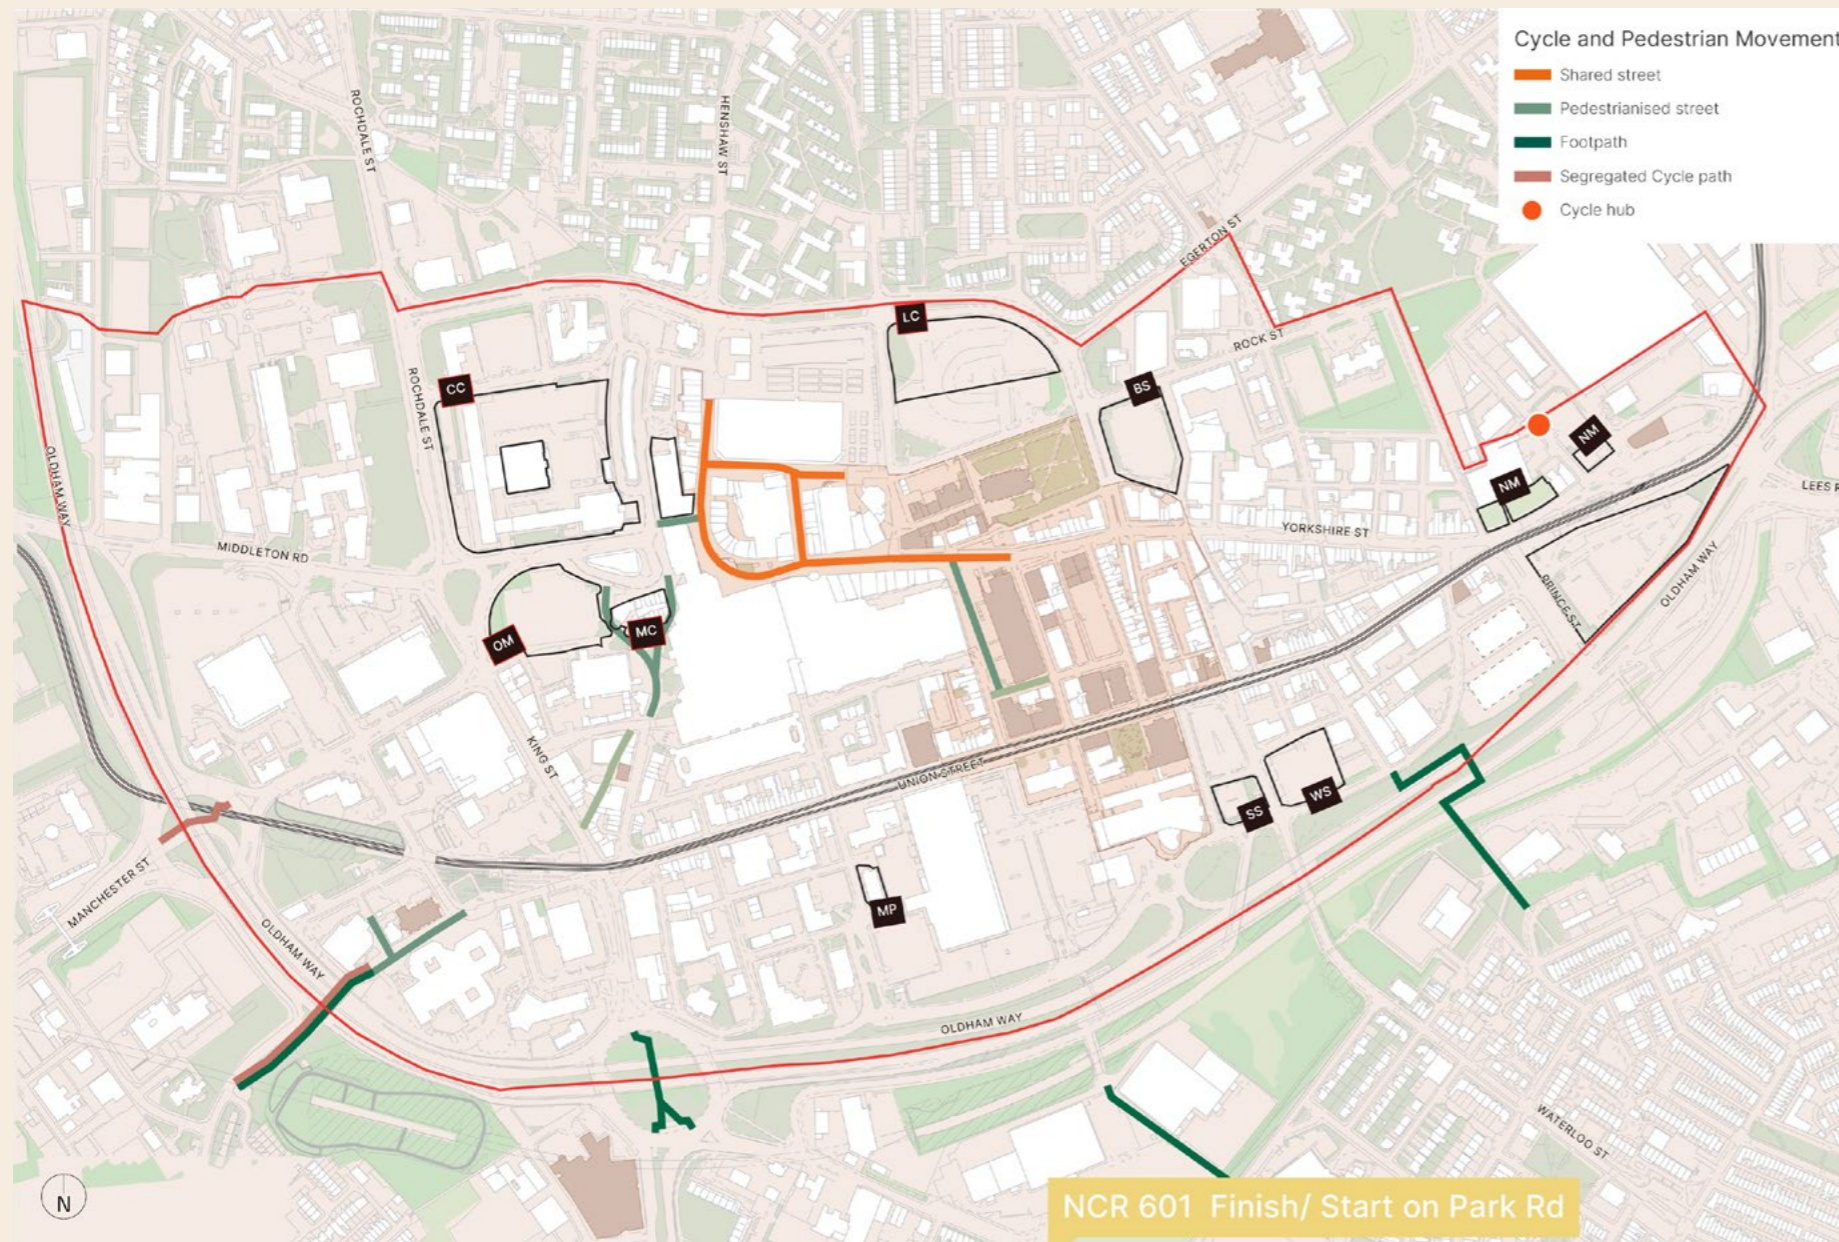 Cycle and Pedestrian Movement
Shared street
Pedestrianised street
Footpath
Segregated Cycle path
Cycle hub
ROCHDALE ST
HENSHAW ST
EGERTON ST
LC
ROCK ST
CC
BS
ROCHDALE ST
NM
OLDHAM WAY
NM
LEES R
YORKSHIRE ST
MIDDLETON RD
PRINCE ST
OLDHAM WAY
OM
MC
KING ST
UNION STREET
WS
SS
MANCHESTER ST
MP
OLDHAM WAY
OLDHAM WAY
WATERLOO ST
N
NCR 601 Finish/ Start on Park Rd